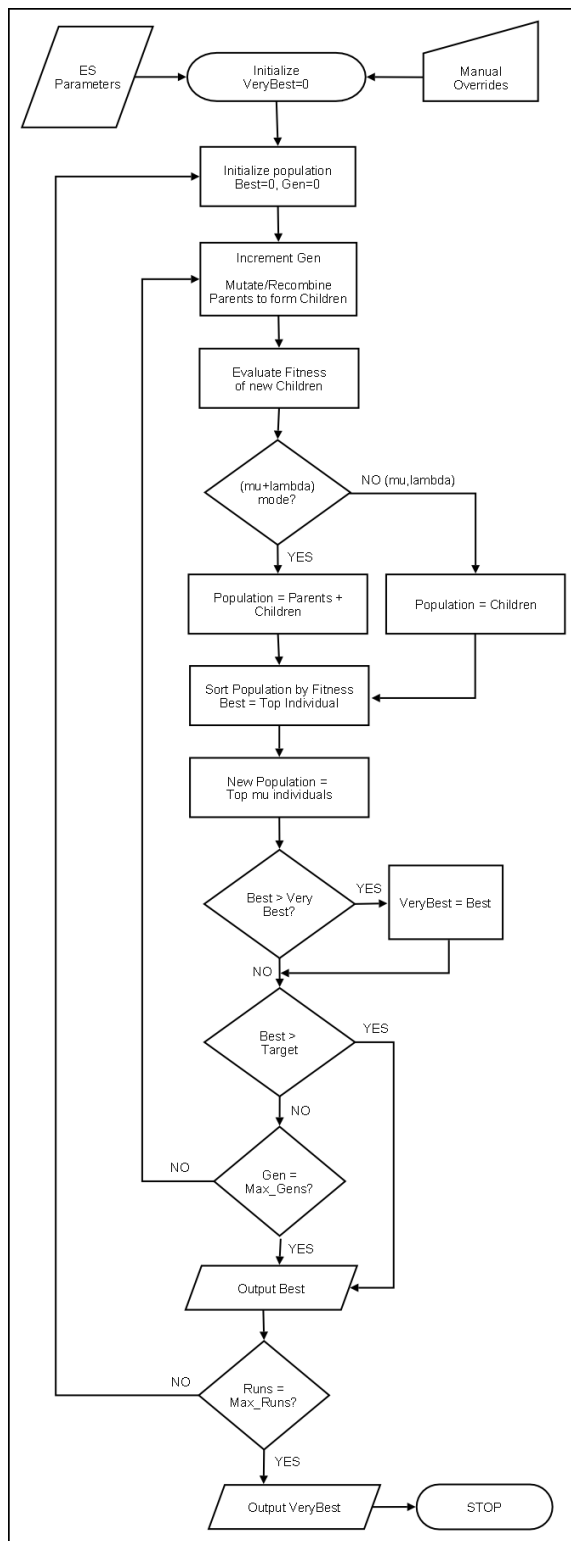 ES
Parameters
Initialize
VeryBest=0
Manual
Overrides
Initialize population
Best=0, Gen=0
Increment Gen
Mutate/Recombine
Parents to form Children
Evaluate Fitness
of new Children
(mu+lambda)
mode?
NO (mu,lambda)
YES
Population = Parents +
Children
Population = Children
Sort Population by Fitness
Best = Top Individual
New Population =
Top mu individuals
Best > Very
Best?
YES
VeryBest = Best
NO
Best >
Target
YES
NO
Gen =
Max_Gens?
NO
YES
Output Best
Runs =
Max_Runs?
NO
YES
Output VeryBest
STOP